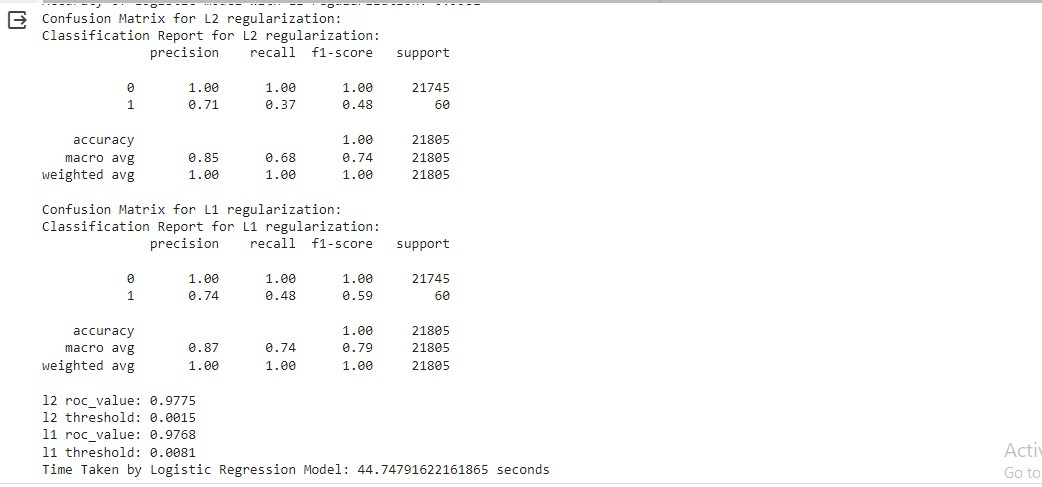 Confusion Matrix for L2 regularization:
Classification Report for L2 regularization:
precision recall f1-score support
0 1.00 1.00 1.00 21745
1 0.71 0.37 0.48 60
accuracy 1.00 21805
macro avg 0.85 0.68 0.74 21805
weighted avg 1.00 1.00 1.00 21805
Confusion Matrix for L1 regularization:
Classification Report for L1 regularization:
precision recall f1-score support
0 1.00 1.00 1.00 21745
1 0.74 0.48 0.59 60
accuracy 1.00 21805
macro avg 0.87 0.74 0.79 21805
weighted avg 1.00 1.00 1.00 21805
l2 roc_value: 0.9775
l2 threshold: 0.0015
l1 roc_value: 0.9768
l1 threshold: 0.0081
Time Taken by Logistic Regression Model: 44.74791622161865 seconds
Go to